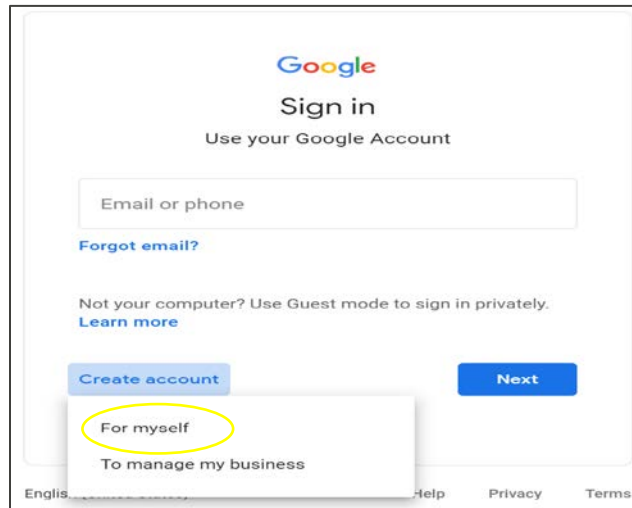 Google
Sign in
Use your Google Account
Email or phone
Forgot email?
Not your computer? Use Guest mode to sign in privately.
Learn more
Create account
Next
For myself
To manage my business
Help
Privacy
Terms